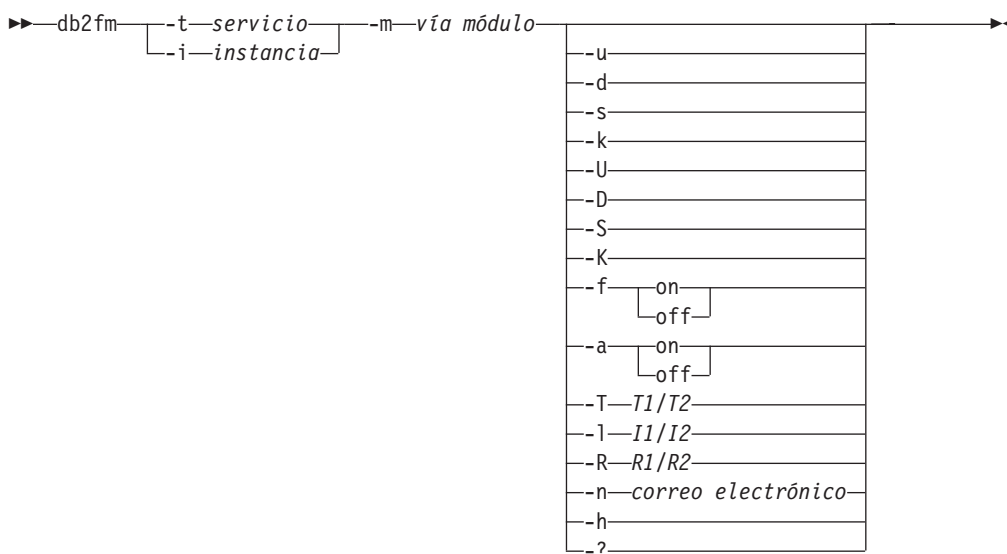 db2fm -t servicio -m vía módulo
-i instancia
-u
-d
-s
-k
-U
-D
-S
-K
-f on
off
-a on
off
-T T1/T2
-l I1/I2
-R R1/R2
-n correo electrónico
-h
-?